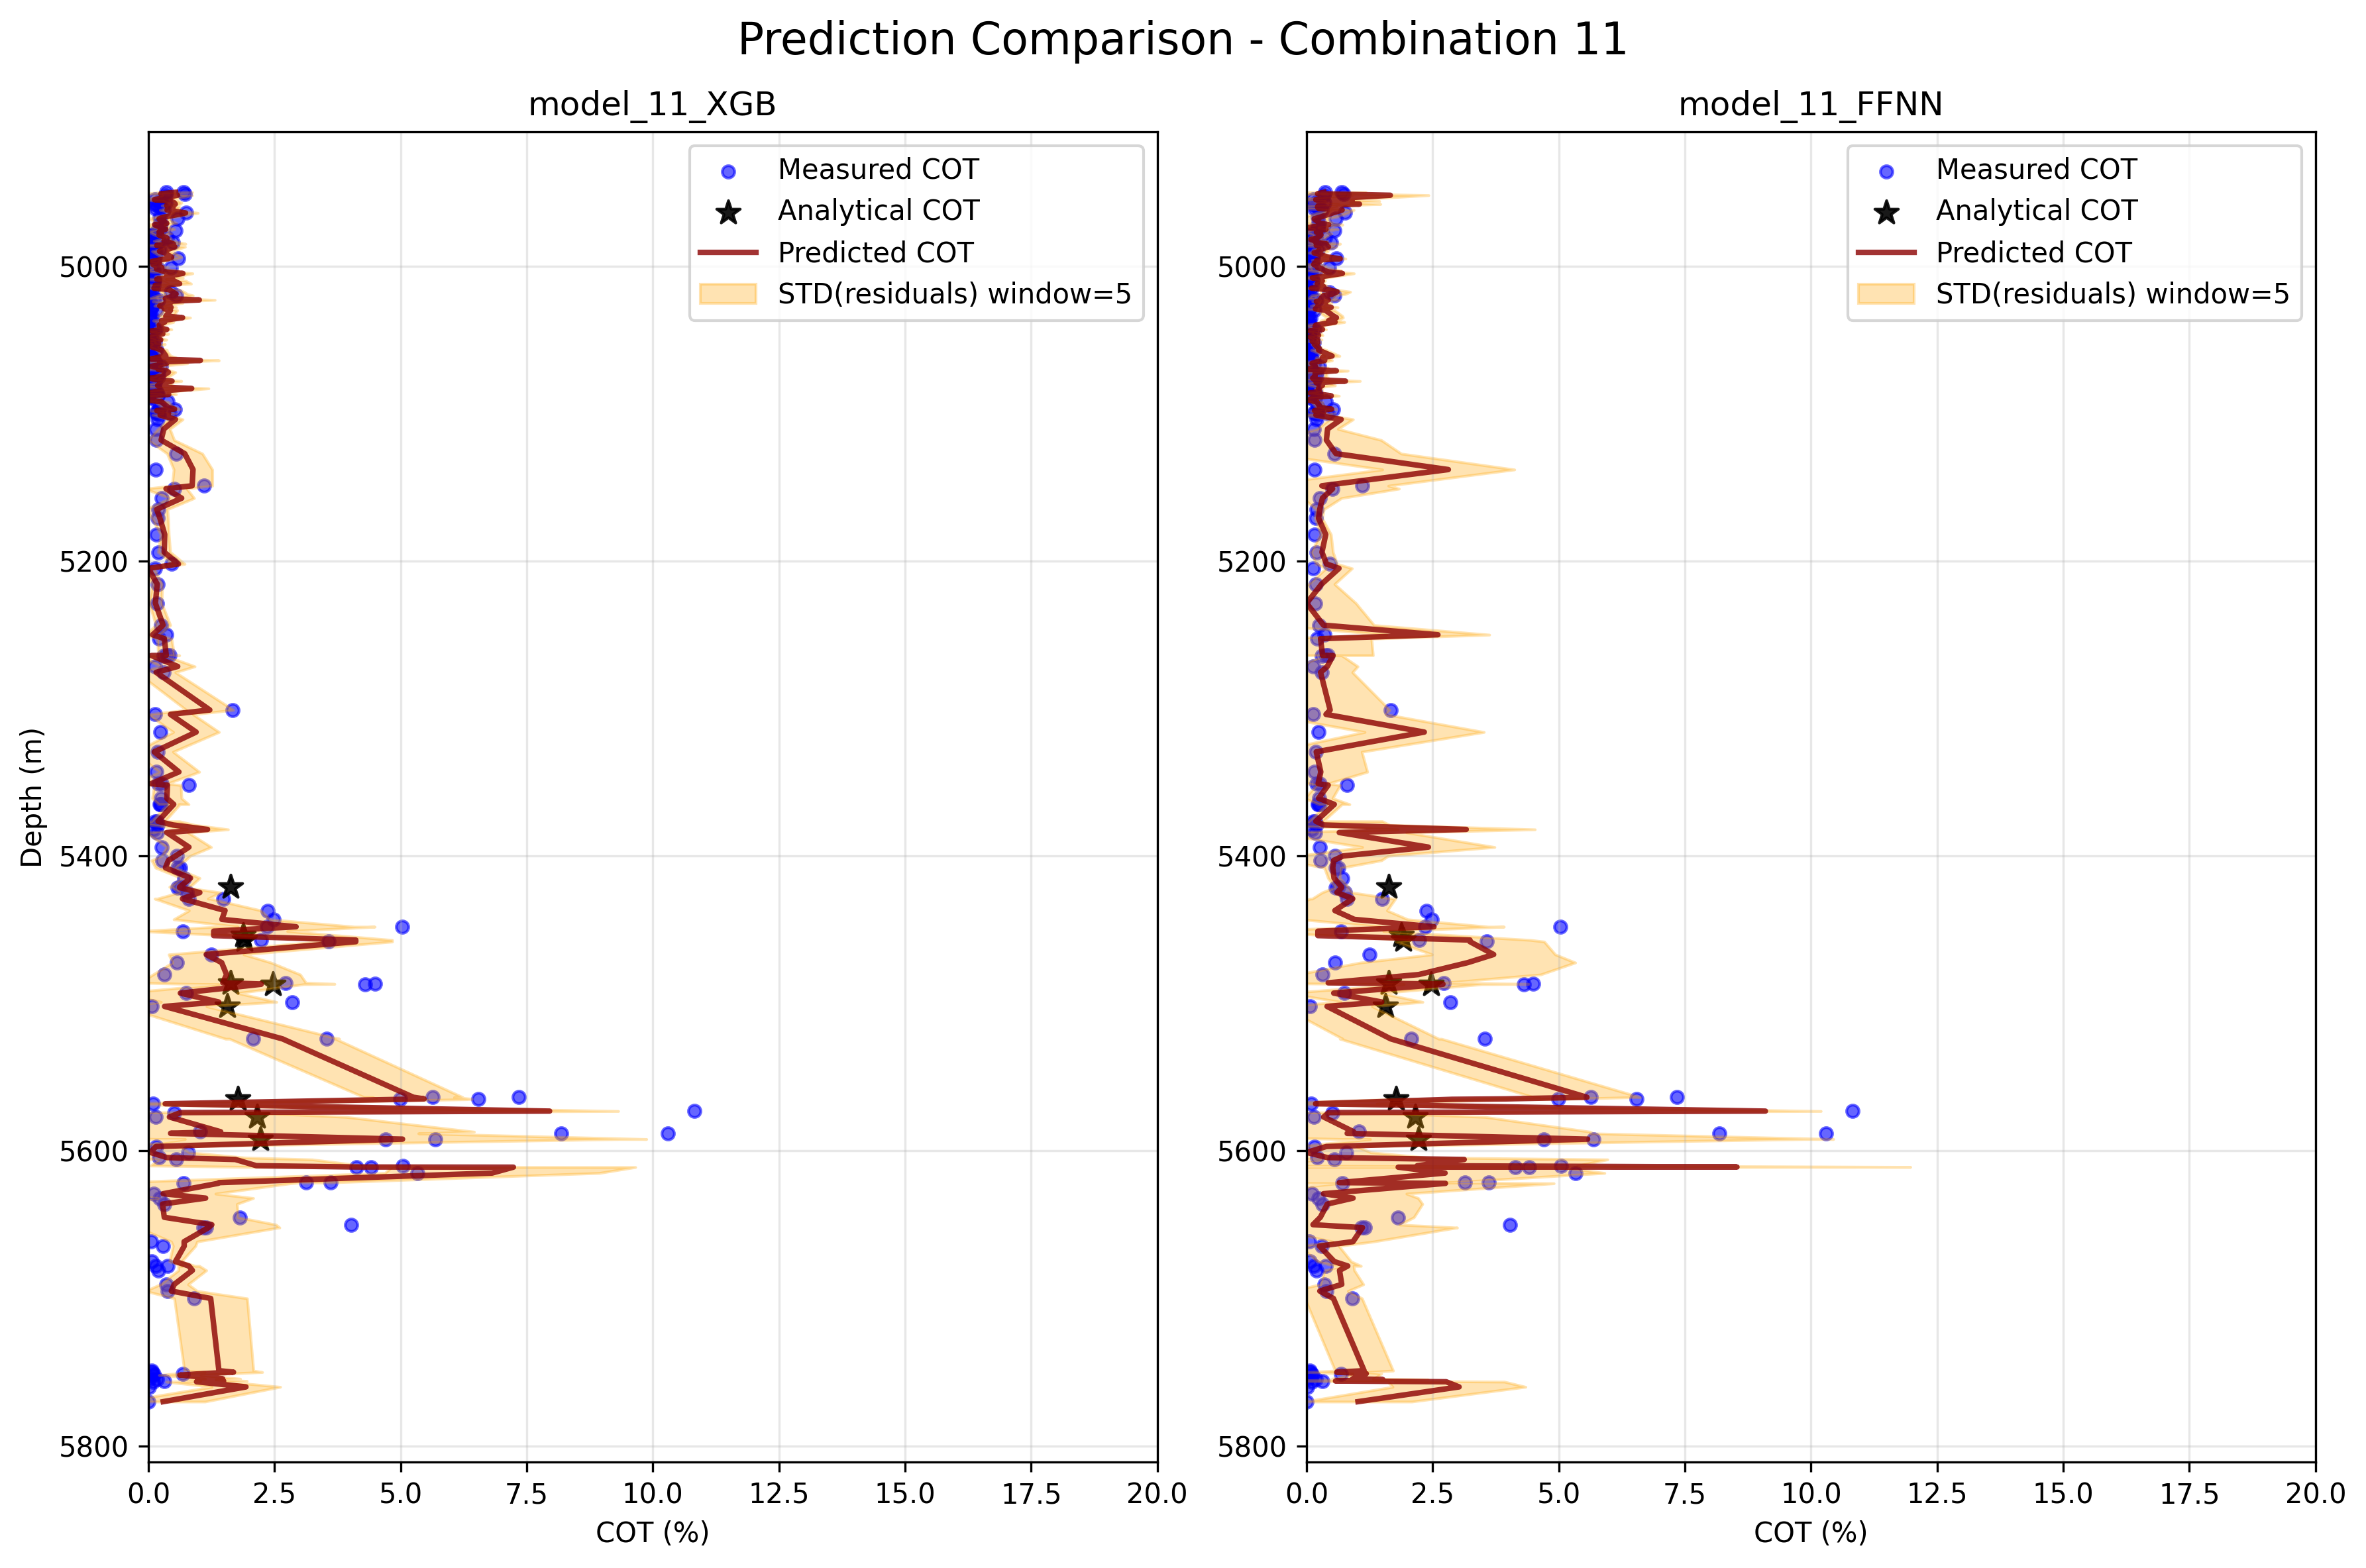 Prediction Comparison - Combination 11
model_11_XGB
Measured COT
Analytical COT
Predicted COT
STD(residuals) window=5
5000
5200
5400
5600
5800
Depth (m)
0.0 2.5 5.0 7.5 10.0 12.5 15.0 17.5 20.0
COT (%)
model_11_FFNN
Measured COT
Analytical COT
Predicted COT
STD(residuals) window=5
5000
5200
5400
5600
5800
0.0 2.5 5.0 7.5 10.0 12.5 15.0 17.5 20.0
COT (%)